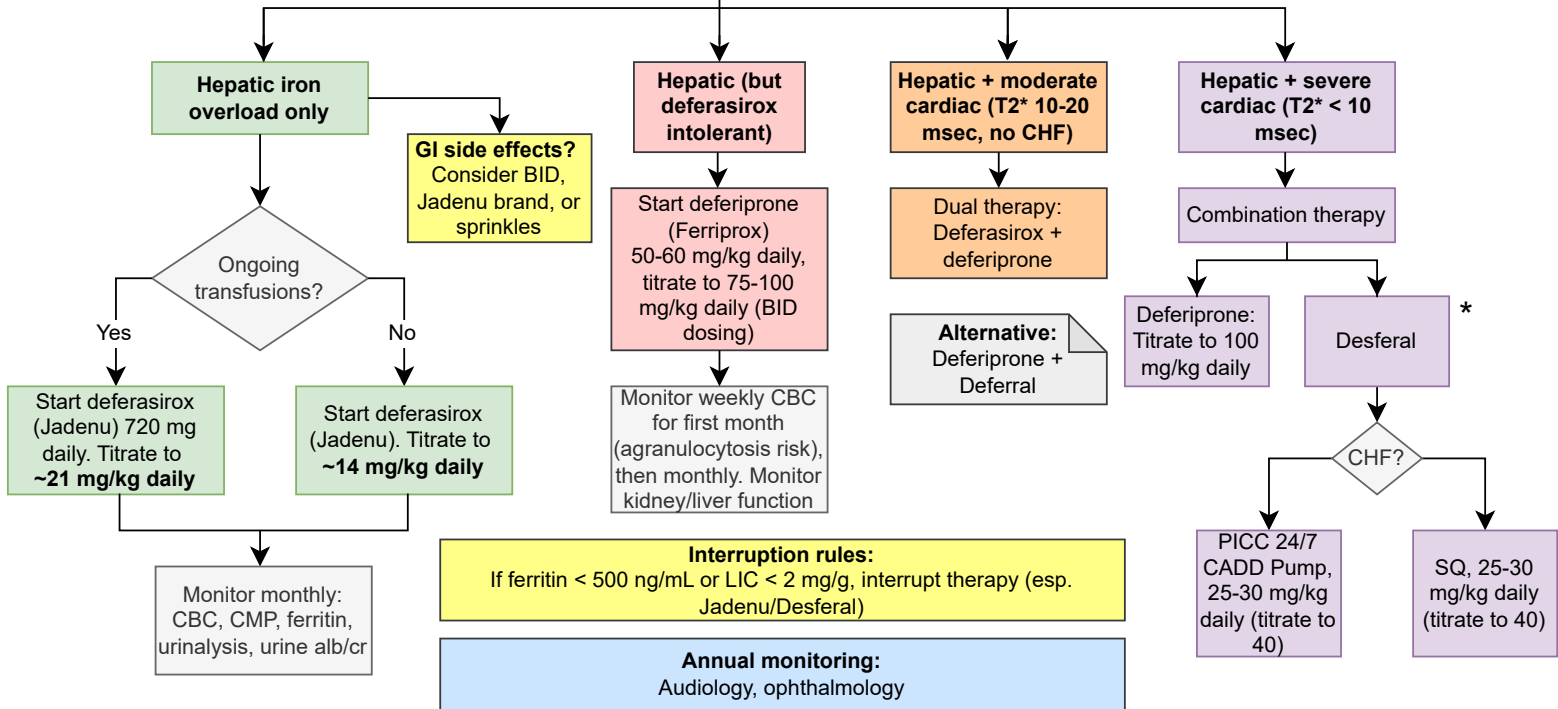 Hepatic iron
overload only
GI side effects?
Consider BID,
Jadenu brand, or
sprinkles
Ongoing
transfusions?
Yes
No
Start deferasirox
(Jadenu) 720 mg
daily. Titrate to
~21 mg/kg daily
Start deferasirox
(Jadenu). Titrate to
~14 mg/kg daily
Monitor monthly:
CBC, CMP, ferritin,
urinalysis, urine alb/cr
Hepatic (but
deferasirox
intolerant)
Start deferiprone
(Ferriprox)
50-60 mg/kg daily,
titrate to 75-100
mg/kg daily (BID
dosing)
Monitor weekly CBC
for first month
(agranulocytosis risk),
then monthly. Monitor
kidney/liver function
Hepatic + moderate
cardiac (T2* 10-20
msec, no CHF)
Dual therapy:
Deferasirox +
deferiprone
Alternative:
Deferiprone +
Deferral
Hepatic + severe
cardiac (T2* < 10
msec)
Combination therapy
Deferiprone:
Titrate to 100
mg/kg daily
Desferal
*
CHF?
PICC 24/7
CADD Pump,
25-30 mg/kg
daily (titrate to
40)
SQ, 25-30
mg/kg daily
(titrate to 40)
Interruption rules:
If ferritin < 500 ng/mL or LIC < 2 mg/g, interrupt therapy (esp.
Jadenu/Desferal)
Annual monitoring:
Audiology, ophthalmology